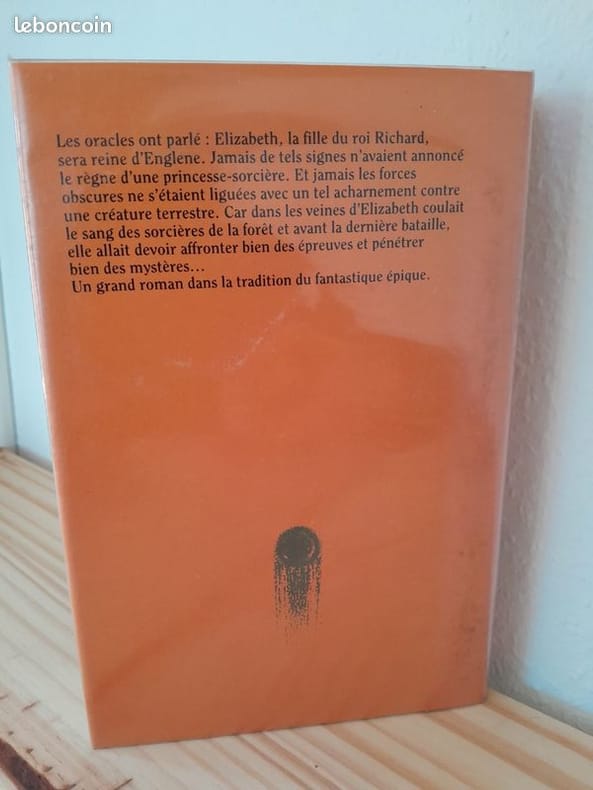 leboncoin
Les oracles ont parlé : Elizabeth, la fille du roi Richard,
sera reine d'Englene. Jamais de tels signes n'avaient annoncé
le règne d'une princesse-sorcière. Et jamais les forces
obscures ne s'étaient liguées avec un tel acharnement contre
une créature terrestre. Car dans les veines d'Elizabeth coulait
le sang des sorcières de la forêt et avant la dernière bataille,
elle allait devoir affronter bien des épreuves et pénétrer
bien des mystères...
Un grand roman dans la tradition du fantastique épique.